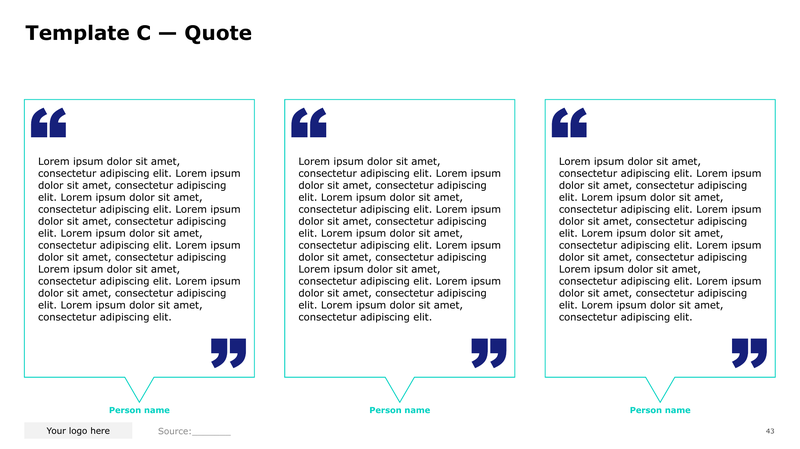 Template C — Quote
“
Lorem ipsum dolor sit amet,
consectetur adipiscing elit. Lorem ipsum
dolor sit amet, consectetur adipiscing
elit. Lorem ipsum dolor sit amet,
consectetur adipiscing elit. Lorem ipsum
dolor sit amet, consectetur adipiscing
elit. Lorem ipsum dolor sit amet,
consectetur adipiscing elit. Lorem ipsum
dolor sit amet, consectetur adipiscing
Lorem ipsum dolor sit amet,
consectetur adipiscing elit. Lorem ipsum
dolor sit amet, consectetur adipiscing
elit. Lorem ipsum dolor sit amet,
consectetur adipiscing elit.
”
Person name
“
Lorem ipsum dolor sit amet,
consectetur adipiscing elit. Lorem ipsum
dolor sit amet, consectetur adipiscing
elit. Lorem ipsum dolor sit amet,
consectetur adipiscing elit. Lorem ipsum
dolor sit amet, consectetur adipiscing
elit. Lorem ipsum dolor sit amet,
consectetur adipiscing elit. Lorem ipsum
dolor sit amet, consectetur adipiscing
Lorem ipsum dolor sit amet,
consectetur adipiscing elit. Lorem ipsum
dolor sit amet, consectetur adipiscing
elit. Lorem ipsum dolor sit amet,
consectetur adipiscing elit.
”
Person name
“
Lorem ipsum dolor sit amet,
consectetur adipiscing elit. Lorem ipsum
dolor sit amet, consectetur adipiscing
elit. Lorem ipsum dolor sit amet,
consectetur adipiscing elit. Lorem ipsum
dolor sit amet, consectetur adipiscing
elit. Lorem ipsum dolor sit amet,
consectetur adipiscing elit. Lorem ipsum
dolor sit amet, consectetur adipiscing
Lorem ipsum dolor sit amet,
consectetur adipiscing elit. Lorem ipsum
dolor sit amet, consectetur adipiscing
elit. Lorem ipsum dolor sit amet,
consectetur adipiscing elit.
”
Person name
Your logo here
Source:_______
43